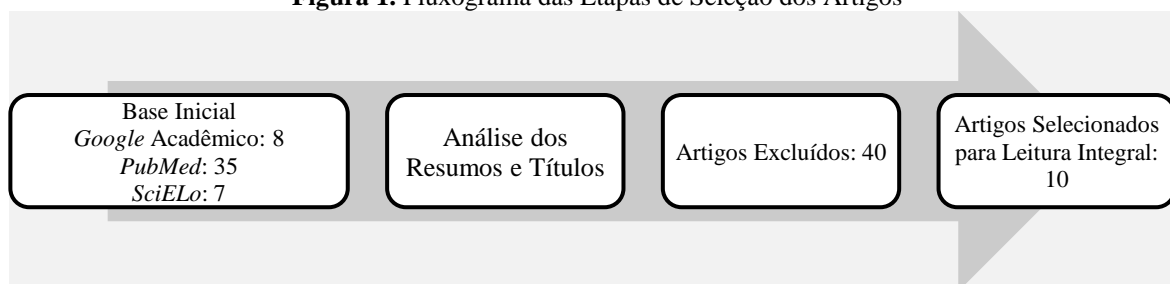 Figura 1. Fluxograma das Etapas de Seleção dos Artigos
Base Inicial
Google Acadêmico: 8
PubMed: 35
SciELo: 7
Análise dos
Resumos e Títulos
Artigos Excluídos: 40
Artigos Selecionados
para Leitura Integral:
10